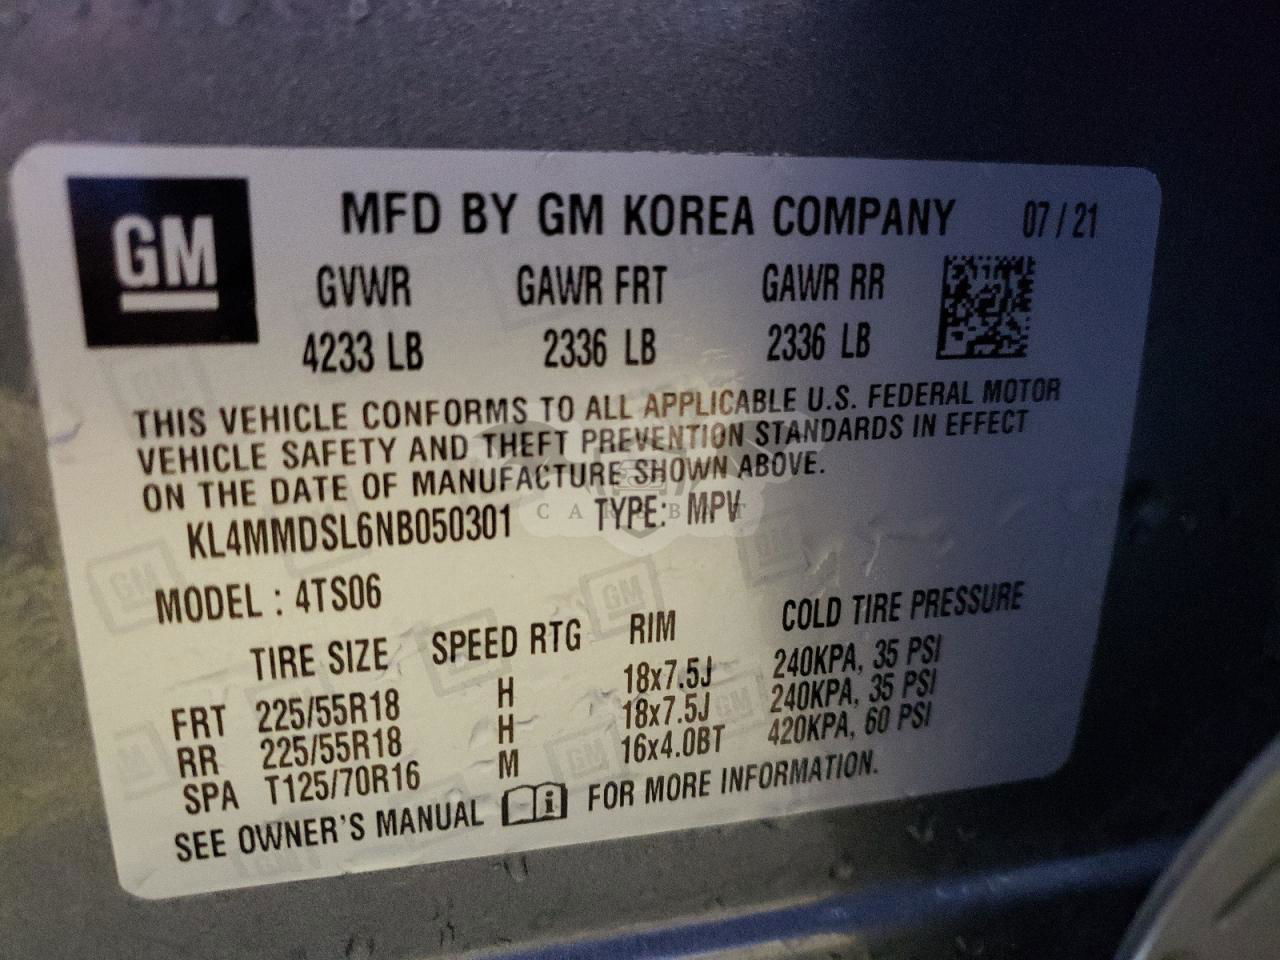 GM
MFD BY GM KOREA COMPANY 07/21
GVWR GAWR FRT GAWR RR
4233 LB 2336 LB 2336 LB
THIS VEHICLE CONFORMS TO ALL APPLICABLE U.S. FEDERAL MOTOR
VEHICLE SAFETY AND THEFT PREVENTION STANDARDS IN EFFECT
ON THE DATE OF MANUFACTURE SHOWN ABOVE.
KL4MMDSL6NB050301 TYPE: MPV
MODEL : 4TS06
TIRE SIZE SPEED RTG RIM COLD TIRE PRESSURE
FRT 225/55R18 H 18x7.5J 240KPA, 35 PSI
RR 225/55R18 H 18x7.5J 240KPA, 35 PSI
SPA T125/70R16 M 16x4.0BT 420KPA, 60 PSI
SEE OWNER'S MANUAL FOR MORE INFORMATION.